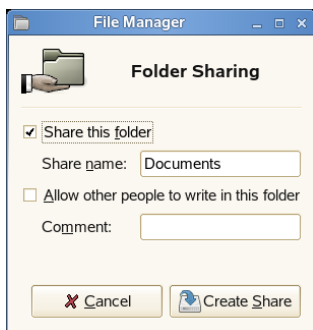 File Manager
Folder Sharing
Share this folder
Share name: Documents
Allow other people to write in this folder
Comment:
Cancel Create Share